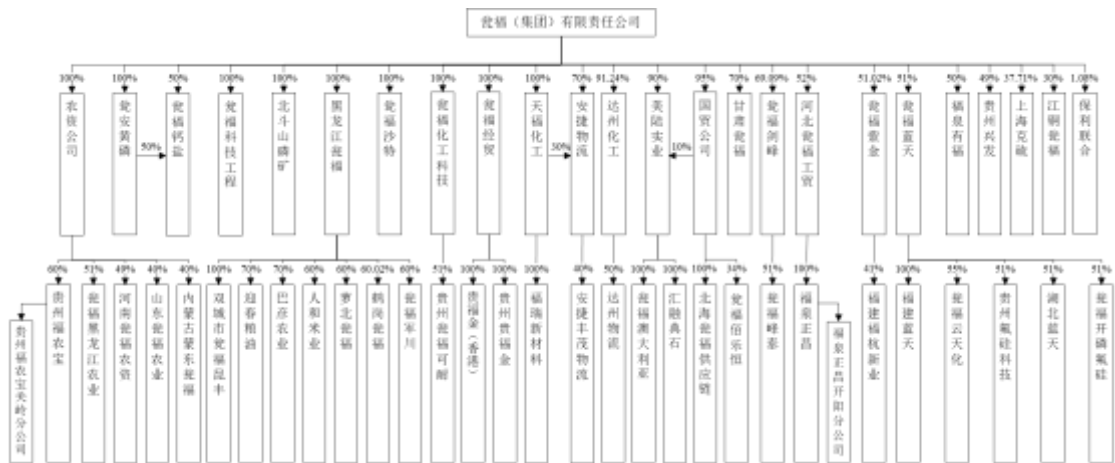 瓮福（集团）有限责任公司
100%
100%
50%
100%
100%
100%
100%
100%
100%
100%
70%
91.24%
90%
95%
70%
69.09%
52%
51.02%
51%
50%
49%
37.71%
30%
1.08%
农资公司
瓮安黄磷
50%
瓮福钙盐
瓮福科技工程
北斗山磷矿
黑龙江瓮福
瓮福沙特
瓮福化工科技
瓮福经贸
天福化工
30%
安捷物流
达州化工
美陆实业
10%
国贸公司
甘肃瓮福
瓮福剑峰
河北瓮福工贸
瓮福紫金
瓮福蓝天
福泉有福
贵州兴发
上海克硫
江铜瓮福
保利联合
60%
51%
49%
40%
40%
100%
70%
70%
60%
60%
60.02%
60%
51%
100%
100%
100%
40%
50%
100%
100%
100%
34%
51%
100%
41%
100%
55%
51%
51%
51%
贵州福农宝关岭分公司
贵州福农宝
瓮福黑龙江农业
河南瓮福农资
山东瓮福农业
内蒙古蒙东瓮福
双城市瓮福昆丰
迎春粮油
巴彦农业
人和米业
萝北瓮福
鹤岗瓮福
瓮福军川
贵州瓮福可耐
贵福金（香港）
贵州贵福金
福瑞新材料
安捷丰茂物流
达州物流
瓮福澳大利亚
汇融典石
北海瓮福供应链
瓮福佰乐恒
瓮福峰泰
福泉正昌
福泉正昌开阳分公司
福建福杭新业
福建蓝天
瓮福云天化
贵州氟硅科技
湖北蓝天
瓮福开磷氟硅